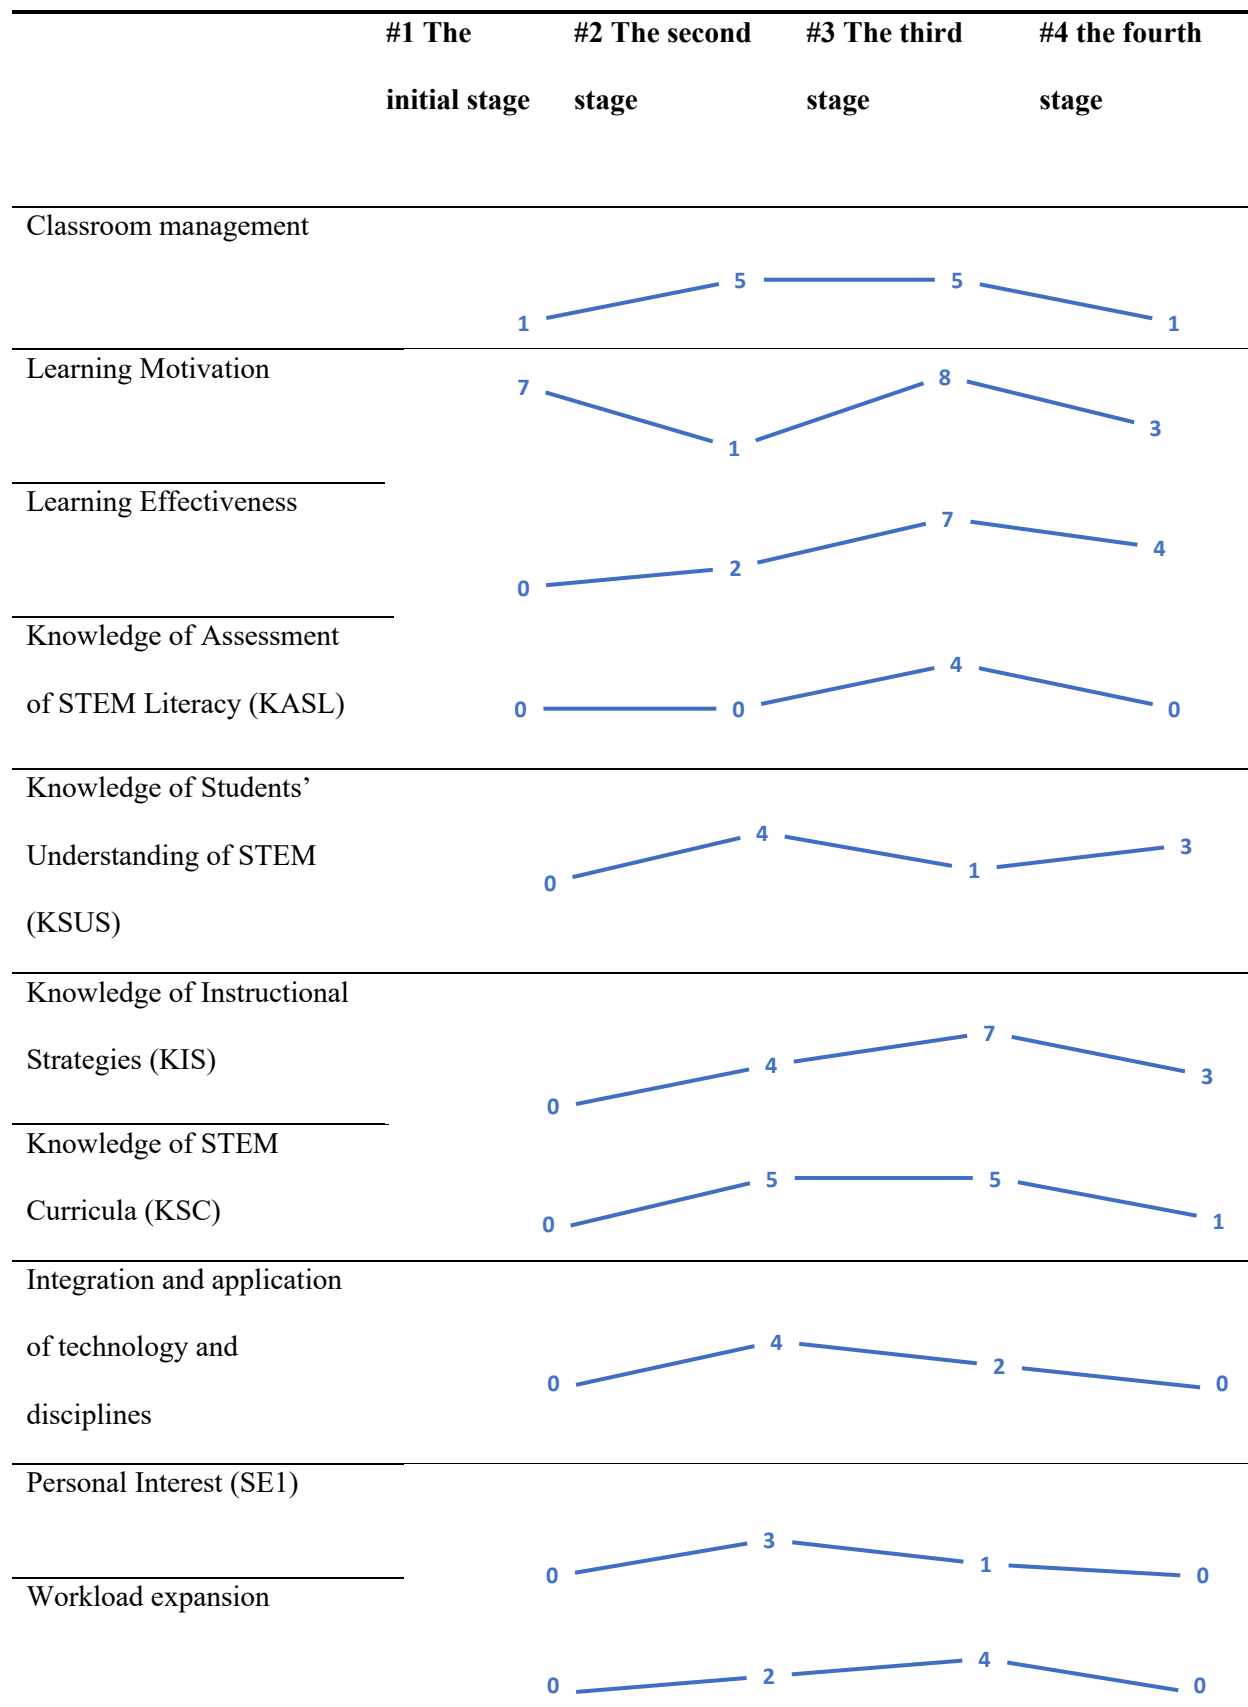 #1 The #2 The second #3 The third #4 the fourth
initial stage stage stage stage
Classroom management
1 5 5 1
Learning Motivation
7 1 8 3
Learning Effectiveness
0 2 7 4
Knowledge of Assessment
of STEM Literacy (KASL)
0 0 4 0
Knowledge of Students’
Understanding of STEM
(KSUS)
0 4 1 3
Knowledge of Instructional
Strategies (KIS)
0 4 7 3
Knowledge of STEM
Curricula (KSC)
0 5 5 1
Integration and application
of technology and
disciplines
0 4 2 0
Personal Interest (SE1)
0 3 1 0
Workload expansion
0 2 4 0